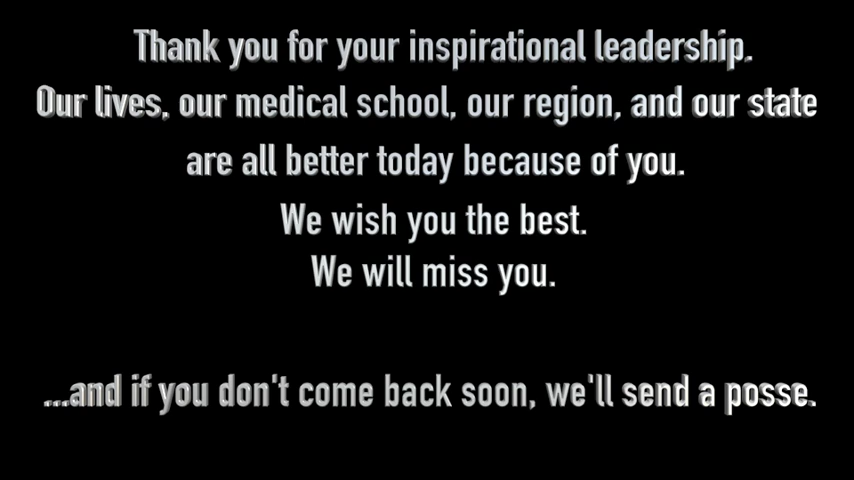 Thank you for your inspirational leadership.
Our lives, our medical school, our region, and our state
are all better today because of you.
We wish you the best.
We will miss you.
...and if you don't come back soon, we'll send a posse.